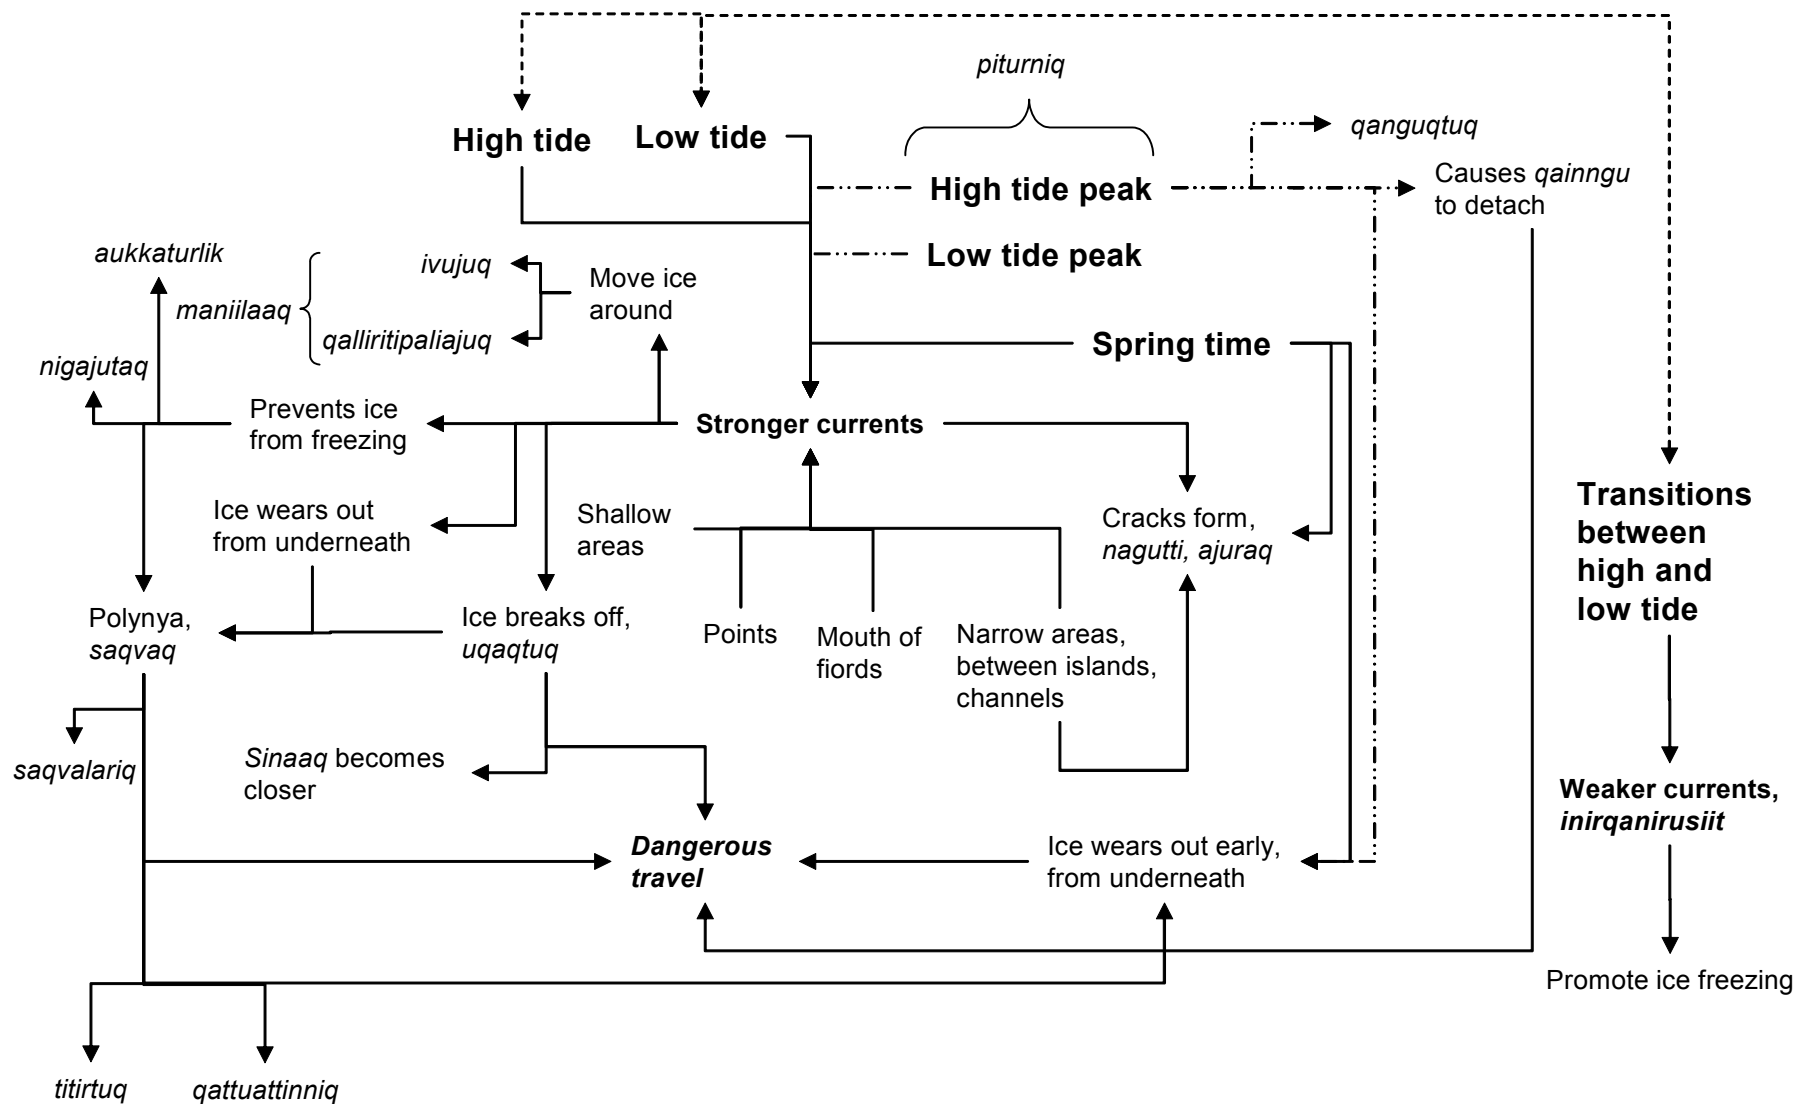 piturniq
High tide
Low tide
qanguqtuq
High tide peak
Causes qainngu
to detach
Low tide peak
aukkaturlik
ivujuq
Move ice
around
maniilaaq
qalliritipaliajuq
Spring time
nigajutaq
Prevents ice
from freezing
Stronger currents
Transitions
between
high and
low tide
Ice wears out
from underneath
Shallow
areas
Cracks form,
nagutti, ajuraq
Polynya,
saqvaq
Ice breaks off,
uqaqtuq
Points
Mouth of
fiords
Narrow areas,
between islands,
channels
saqvalariq
Sinaaq becomes
closer
Weaker currents,
inirqanirusiit
Dangerous
travel
Ice wears out early,
from underneath
Promote ice freezing
titirtuq
qattuattinniq